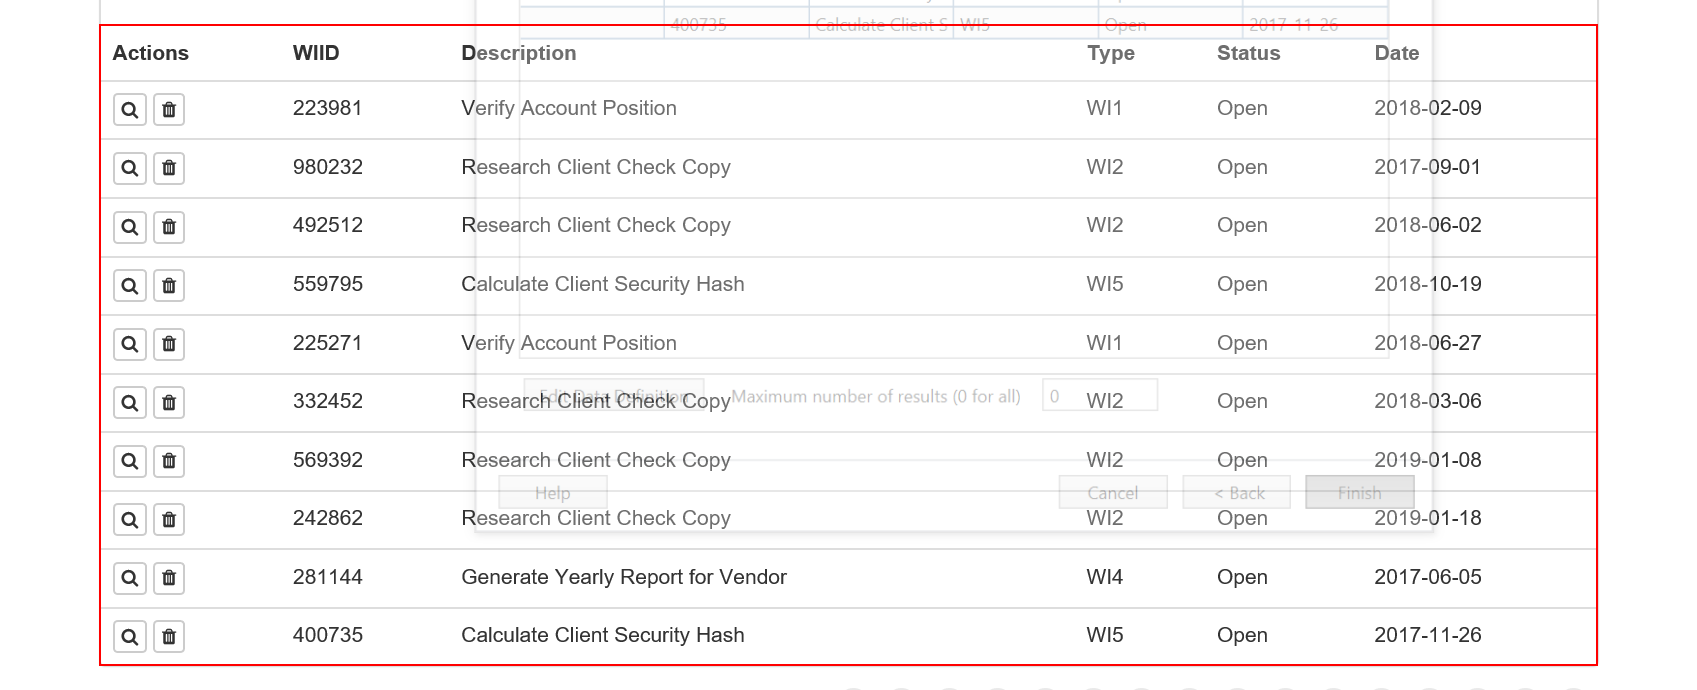 400735 Calculate Client S WI5 Open 2017-11-26
Actions WIID Description Type Status Date
223981 Verify Account Position WI1 Open 2018-02-09
980232 Research Client Check Copy WI2 Open 2017-09-01
492512 Research Client Check Copy WI2 Open 2018-06-02
559795 Calculate Client Security Hash WI5 Open 2018-10-19
225271 Verify Account Position WI1 Open 2018-06-27
Edit Data Definition Maximum number of results (0 for all) 0
332452 Research Client Check Copy WI2 Open 2018-03-06
569392 Research Client Check Copy WI2 Open 2019-01-08
Help Cancel < Back Finish
242862 Research Client Check Copy WI2 Open 2019-01-18
281144 Generate Yearly Report for Vendor WI4 Open 2017-06-05
400735 Calculate Client Security Hash WI5 Open 2017-11-26